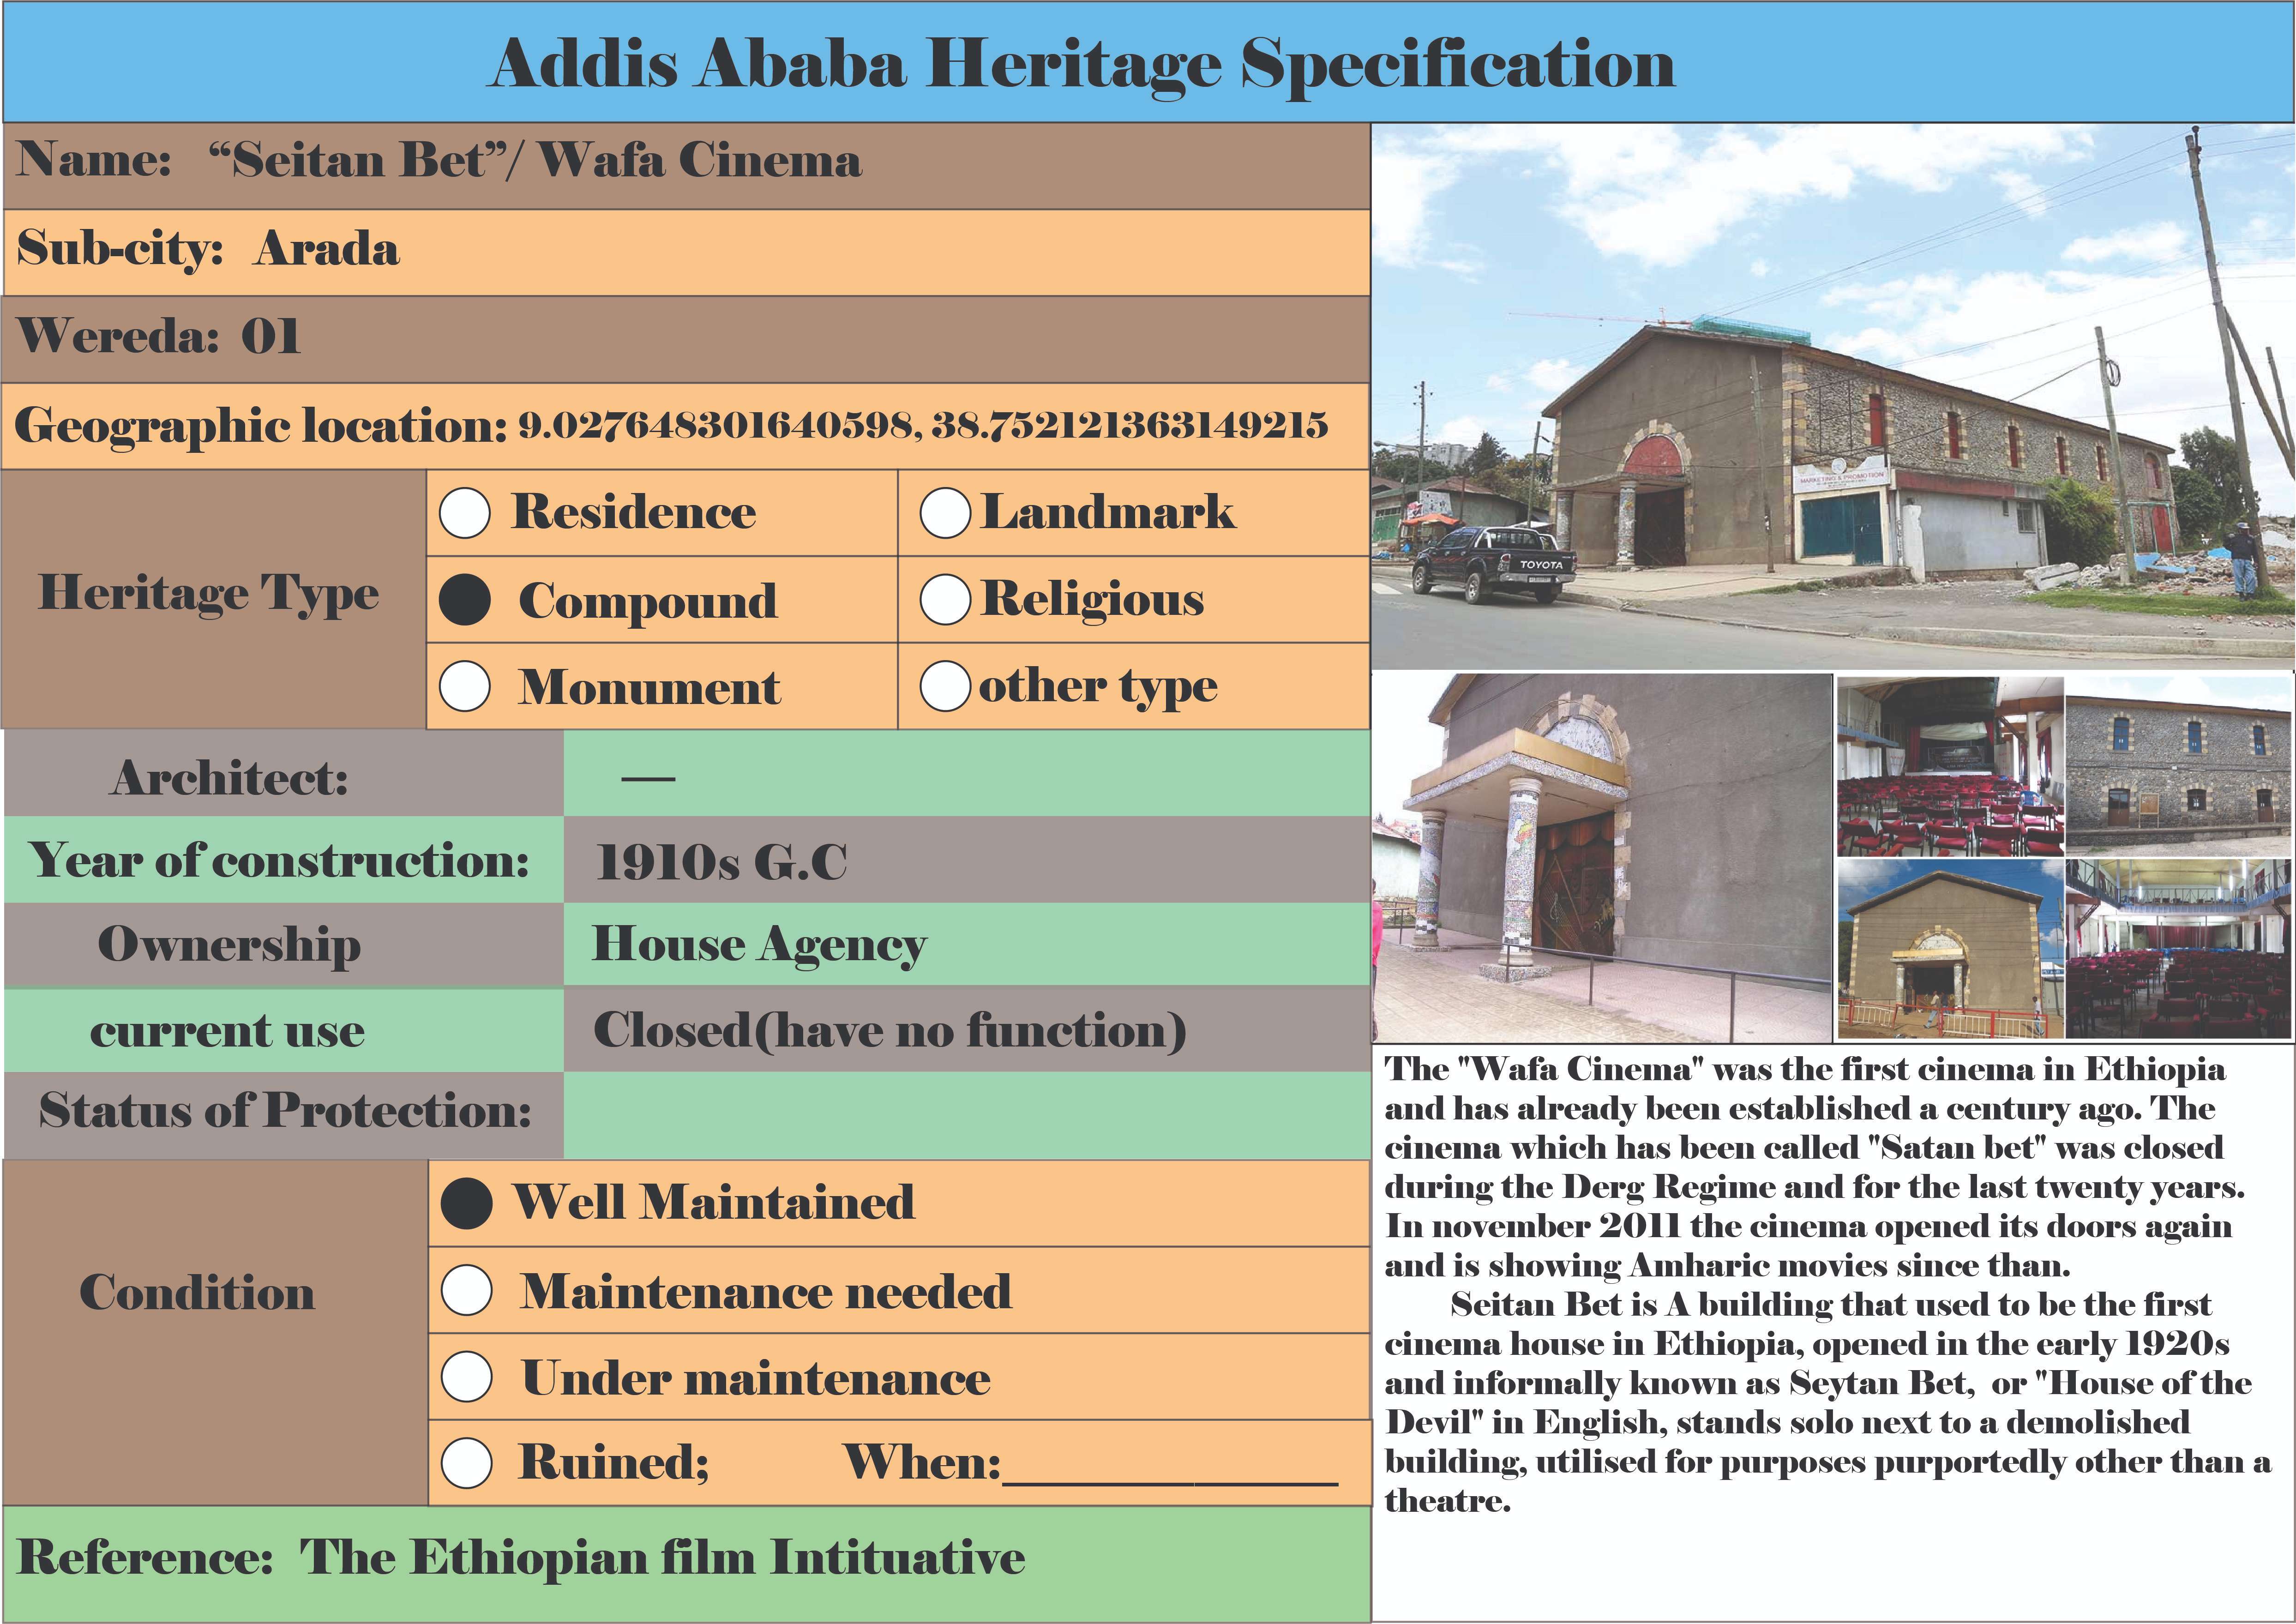 Addis Ababa Heritage Specification
Name: “Seitan Bet”/ Wafa Cinema
Sub-city: Arada
Wereda: 01
Geographic location: 9.027648301640598, 38.752121363149215
Heritage Type
Residence
Landmark
Compound
Religious
Monument
other type
Architect: —
Year of construction: 1910s G.C
Ownership House Agency
current use Closed(have no function)
Status of Protection:
Condition
Well Maintained
Maintenance needed
Under maintenance
Ruined; When:______________
Reference: The Ethiopian film Intituative
MARKETING & PROMOTION
TOYOTA
The "Wafa Cinema" was the first cinema in Ethiopia
and has already been established a century ago. The
cinema which has been called "Satan bet" was closed
during the Derg Regime and for the last twenty years.
In november 2011 the cinema opened its doors again
and is showing Amharic movies since than.
Seitan Bet is A building that used to be the first
cinema house in Ethiopia, opened in the early 1920s
and informally known as Seytan Bet, or "House of the
Devil" in English, stands solo next to a demolished
building, utilised for purposes purportedly other than a
theatre.